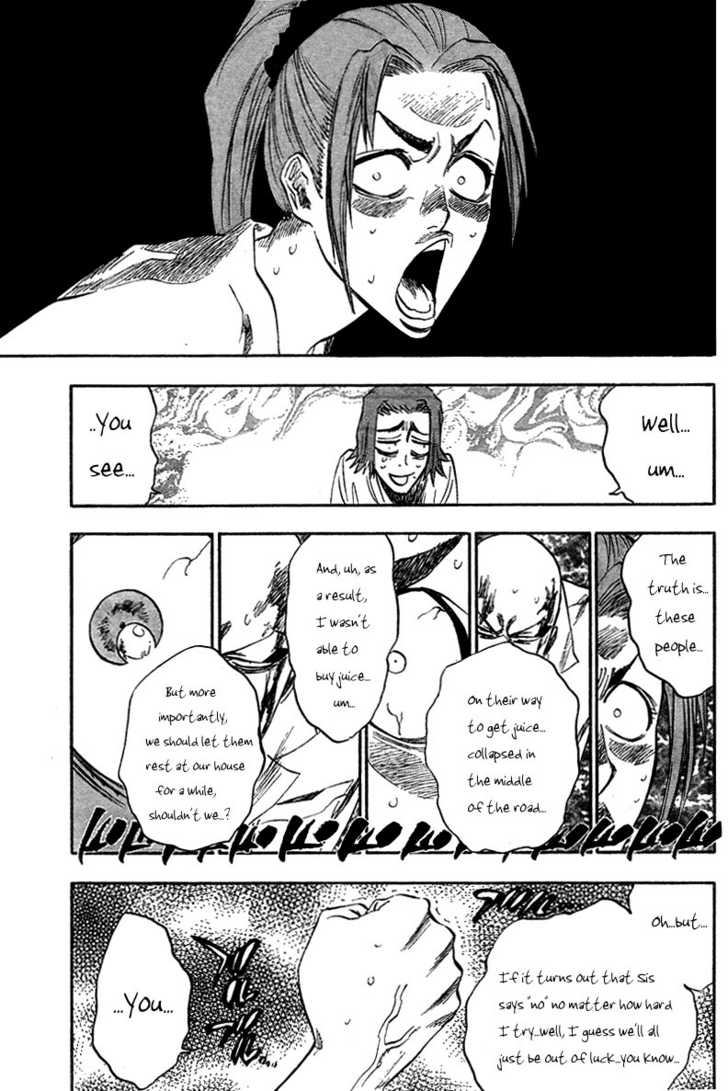 Well...
um...
..You
see...
The
truth is...
these
people...
On their way
to get juice...
collapsed in
the middle
of the road...
And, uh, as
a result,
I wasn't
able to
buy juice...
um...
But more
importantly,
we should let them
rest at our house
for a while,
shouldn't we...?
Oh...but...
If it turns out that Sis
says "no" no matter how hard
I try...well, I guess we'll all
just be out of luck...you know...
...You...